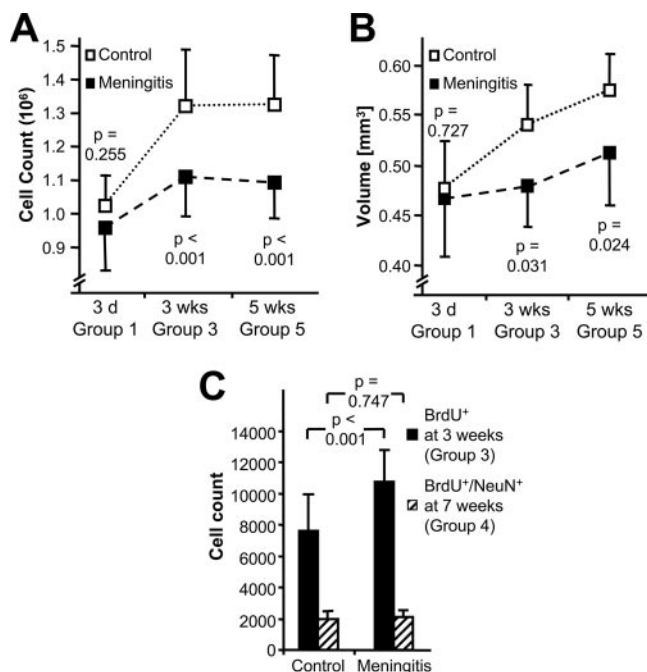 A
Cell Count (10⁶)
1.5
1.4
1.3
1.2
1.1
1.0
0.9
Control
Meningitis
p =
0.255
p <
0.001
p <
0.001
3 d
Group 1
3 wks
Group 3
5 wks
Group 5
B
Volume [mm³]
0.60
0.55
0.50
0.45
0.40
Control
Meningitis
p =
0.727
p =
0.031
p =
0.024
3 d
Group 1
3 wks
Group 3
5 wks
Group 5
C
Cell count
14000
12000
10000
8000
6000
4000
2000
0
p =
0.747
p <
0.001
BrdU⁺
at 3 weeks
(Group 3)
BrdU⁺/NeuN⁺
at 7 weeks
(Group 4)
Control
Meningitis